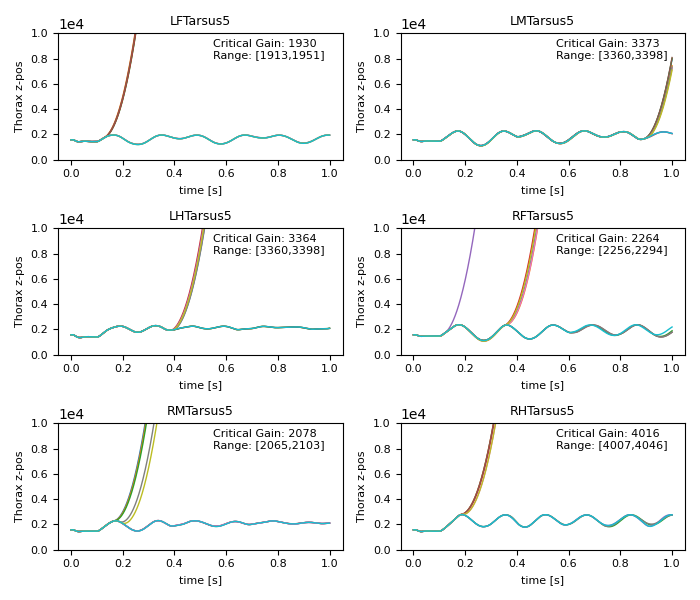 LFTarsus5
1e4
Critical Gain: 1930
Range: [1913,1951]
Thorax z-pos
1.0
0.8
0.6
0.4
0.2
0.0
0.0 0.2 0.4 0.6 0.8 1.0
time [s]
LMTarsus5
1e4
Critical Gain: 3373
Range: [3360,3398]
Thorax z-pos
1.0
0.8
0.6
0.4
0.2
0.0
0.0 0.2 0.4 0.6 0.8 1.0
time [s]
LHTarsus5
1e4
Critical Gain: 3364
Range: [3360,3398]
Thorax z-pos
1.0
0.8
0.6
0.4
0.2
0.0
0.0 0.2 0.4 0.6 0.8 1.0
time [s]
RFTarsus5
1e4
Critical Gain: 2264
Range: [2256,2294]
Thorax z-pos
1.0
0.8
0.6
0.4
0.2
0.0
0.0 0.2 0.4 0.6 0.8 1.0
time [s]
RMTarsus5
1e4
Critical Gain: 2078
Range: [2065,2103]
Thorax z-pos
1.0
0.8
0.6
0.4
0.2
0.0
0.0 0.2 0.4 0.6 0.8 1.0
time [s]
RHTarsus5
1e4
Critical Gain: 4016
Range: [4007,4046]
Thorax z-pos
1.0
0.8
0.6
0.4
0.2
0.0
0.0 0.2 0.4 0.6 0.8 1.0
time [s]